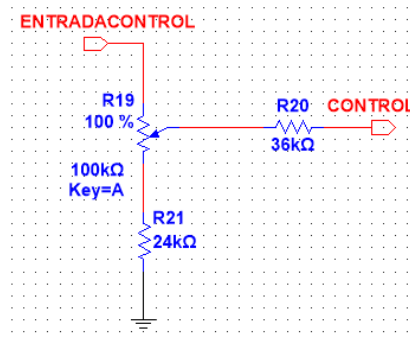 ENTRADACONTROL
R19
100 %
100kΩ
Key=A
R20
36kΩ
CONTROL
R21
24kΩ